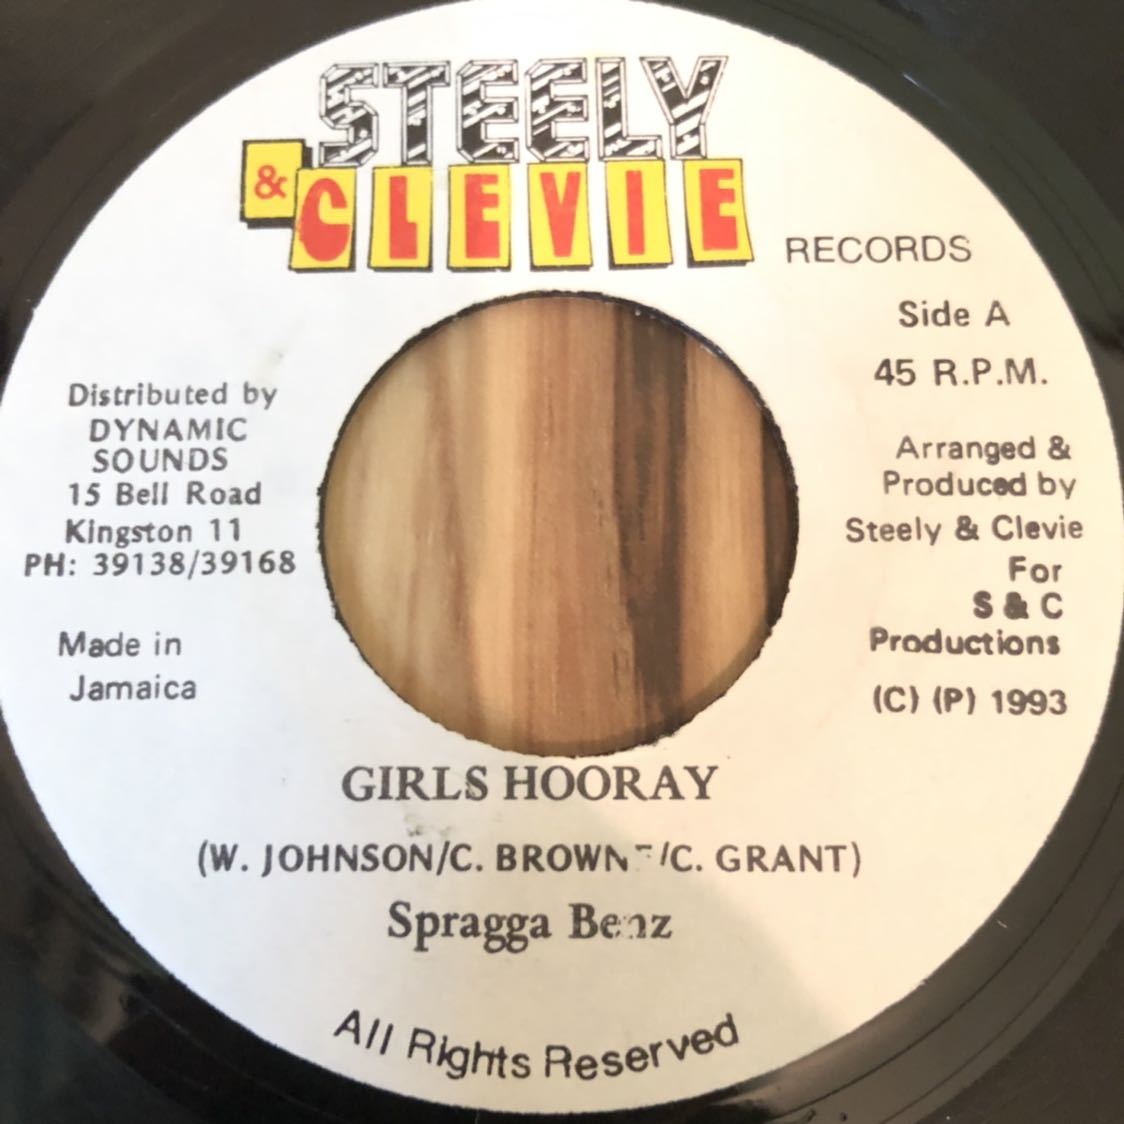 STEELY
& CLEVIE
RECORDS
Side A
45 R.P.M.
Distributed by
DYNAMIC
SOUNDS
15 Bell Road
Kingston 11
PH: 39138/39168
Made in
Jamaica
Arranged &
Produced by
Steely & Clevie
For
S & C
Productions
(C) (P) 1993
GIRLS HOORAY
(W. JOHNSON/C. BROWNE/C. GRANT)
Spragga Benz
All Rights Reserved